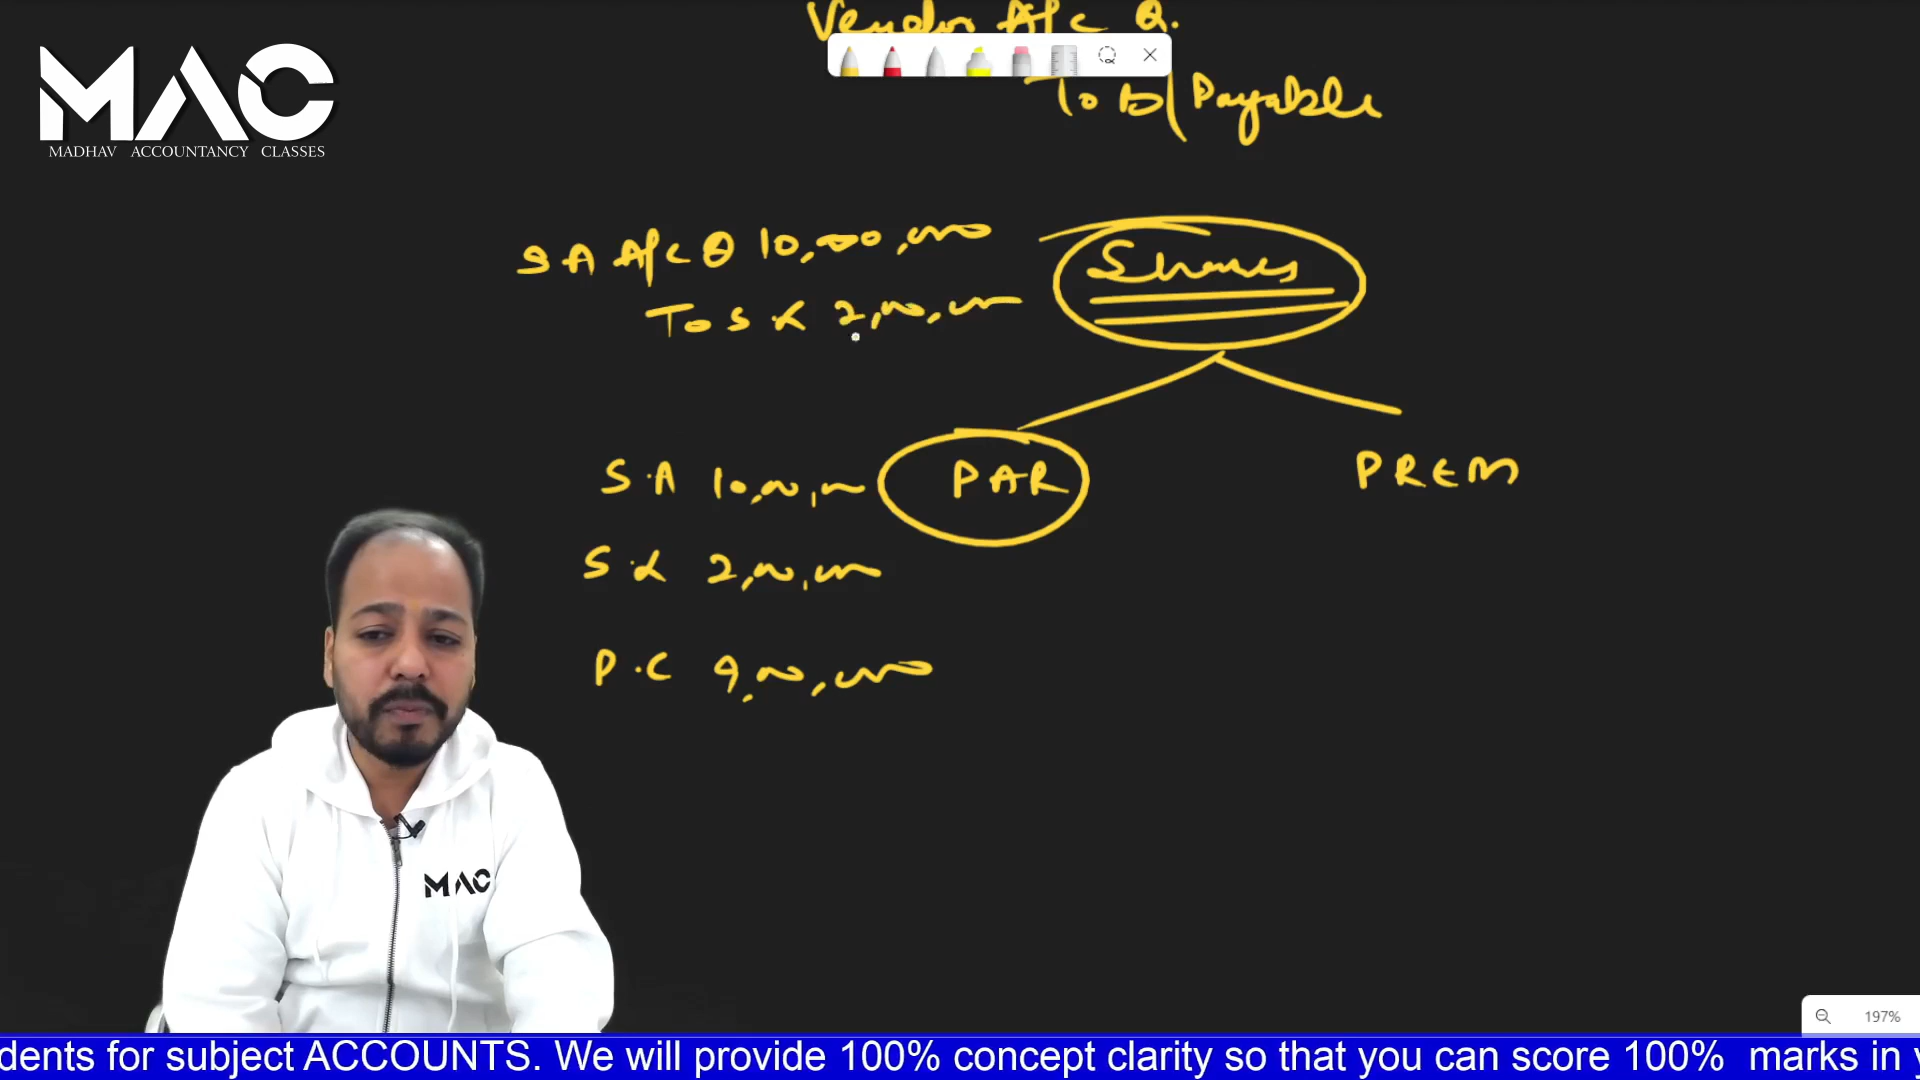 Vendor A/c Q.
To B/Payable
MAC
MADHAV ACCOUNTANCY CLASSES
S A A/c 10,00,000
To S.L 2,00,000
Shares
S.A 10,00,000
PAR
PREM
S.L 2,00,000
P.C 9,00,000
MAC
197%
dents for subject ACCOUNTS. We will provide 100% concept clarity so that you can score 100% marks in y